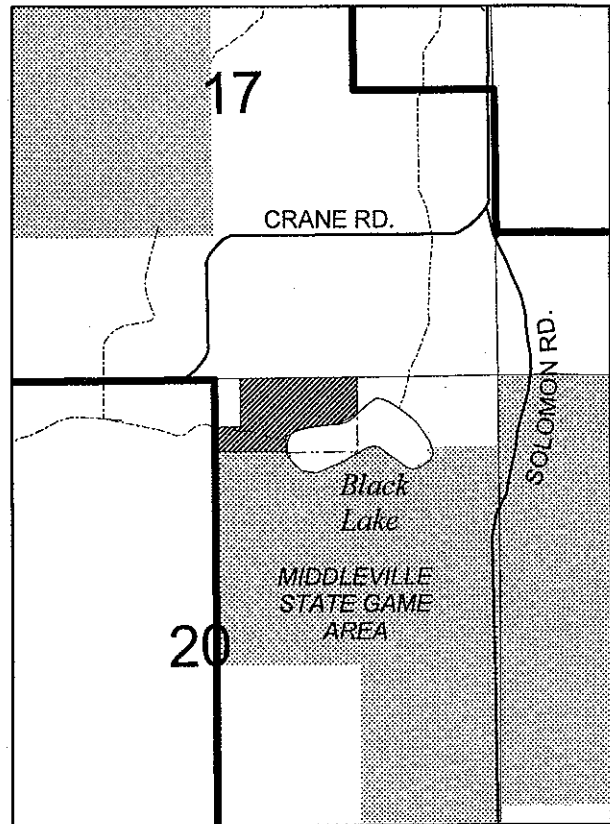 17
CRANE RD.
SOLOMON RD.
Black
Lake
MIDDLEVILLE
STATE GAME
AREA
20